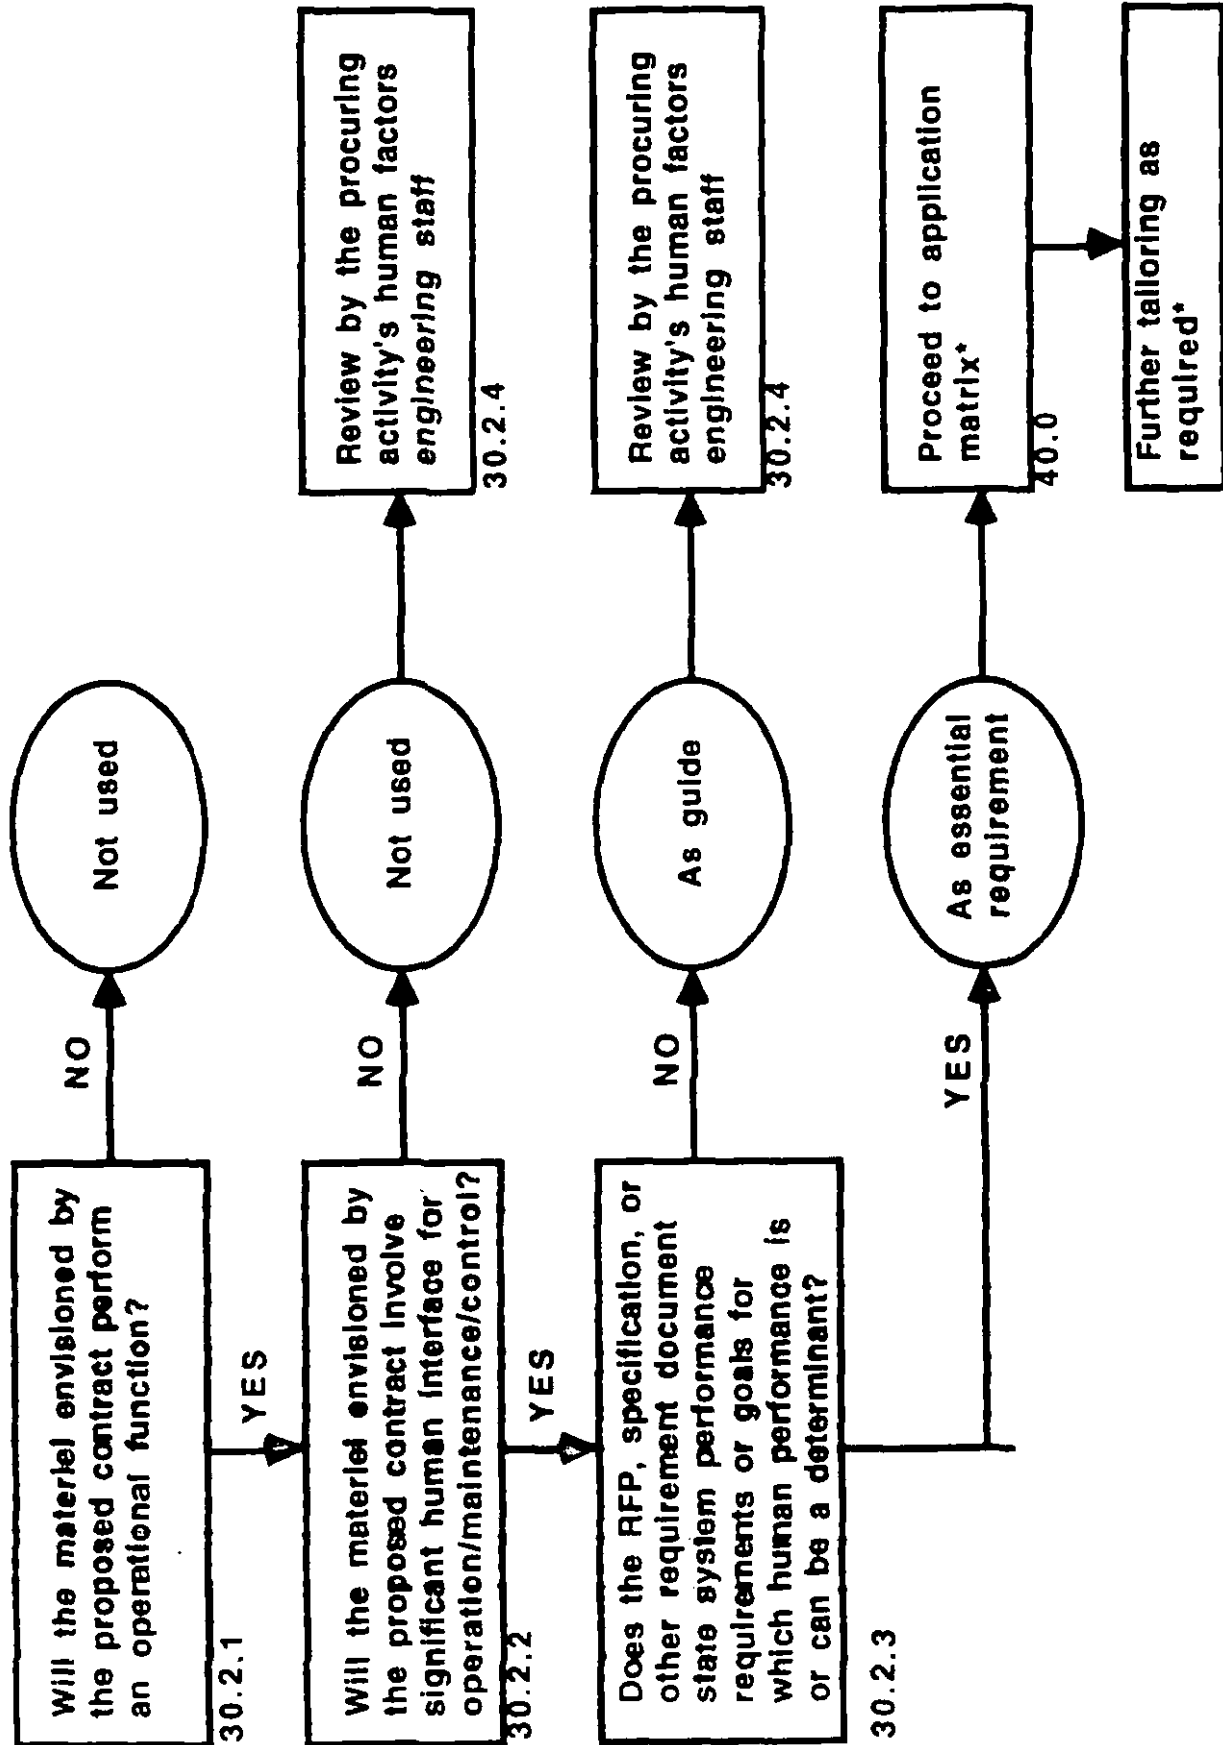 Will the materiel envisioned by
the proposed contract perform
an operational function?
30.2.1
NO
Not used
YES
Will the materiel envisioned by
the proposed contract involve
significant human interface for
operation/maintenance/control?
30.2.2
NO
Not used
Review by the procuring
activity's human factors
engineering staff
30.2.4
YES
Does the RFP, specification, or
other requirement document
state system performance
requirements or goals for
which human performance is
or can be a determinant?
30.2.3
NO
As guide
Review by the procuring
activity's human factors
engineering staff
30.2.4
YES
As essential
requirement
Proceed to application
matrix*
40.0
Further tailoring as
required*